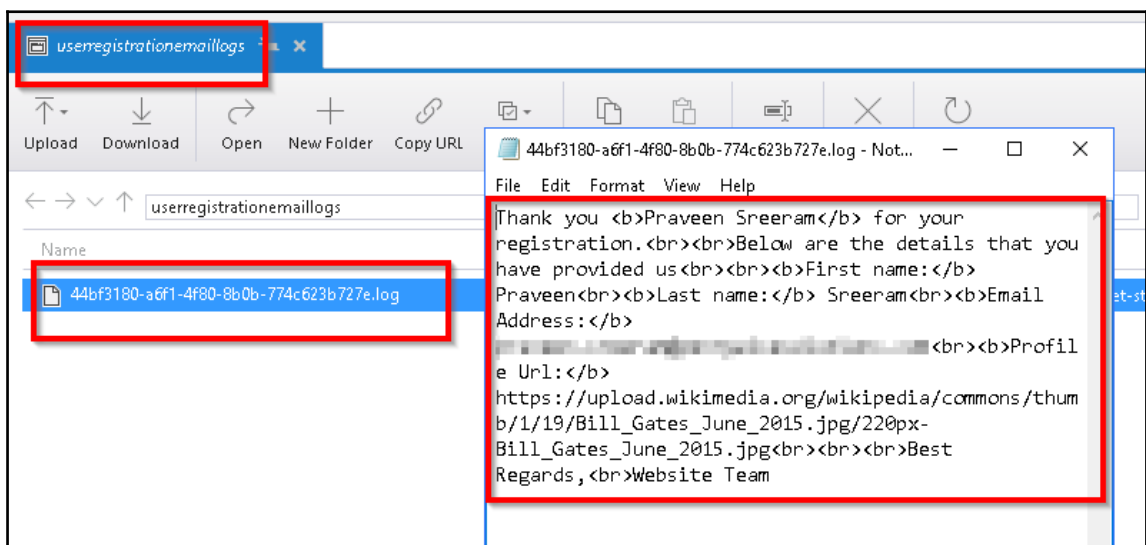 userregistrationemaillogs
Upload Download Open New Folder Copy URL
userregistrationemaillogs
Name
44bf3180-a6f1-4f80-8b0b-774c623b727e.log
et-st
44bf3180-a6f1-4f80-8b0b-774c623b727e.log - Not...
File Edit Format View Help
Thank you <b>Praveen Sreeram</b> for your
registration.<br><br>Below are the details that you
have provided us<br><br><b>First name:</b>
Praveen<br><b>Last name:</b> Sreeram<br><b>Email
Address:</b>
<br><b>Profil
e Url:</b>
https://upload.wikimedia.org/wikipedia/commons/thum
b/1/19/Bill_Gates_June_2015.jpg/220px-
Bill_Gates_June_2015.jpg<br><br><br>Best
Regards,<br>Website Team